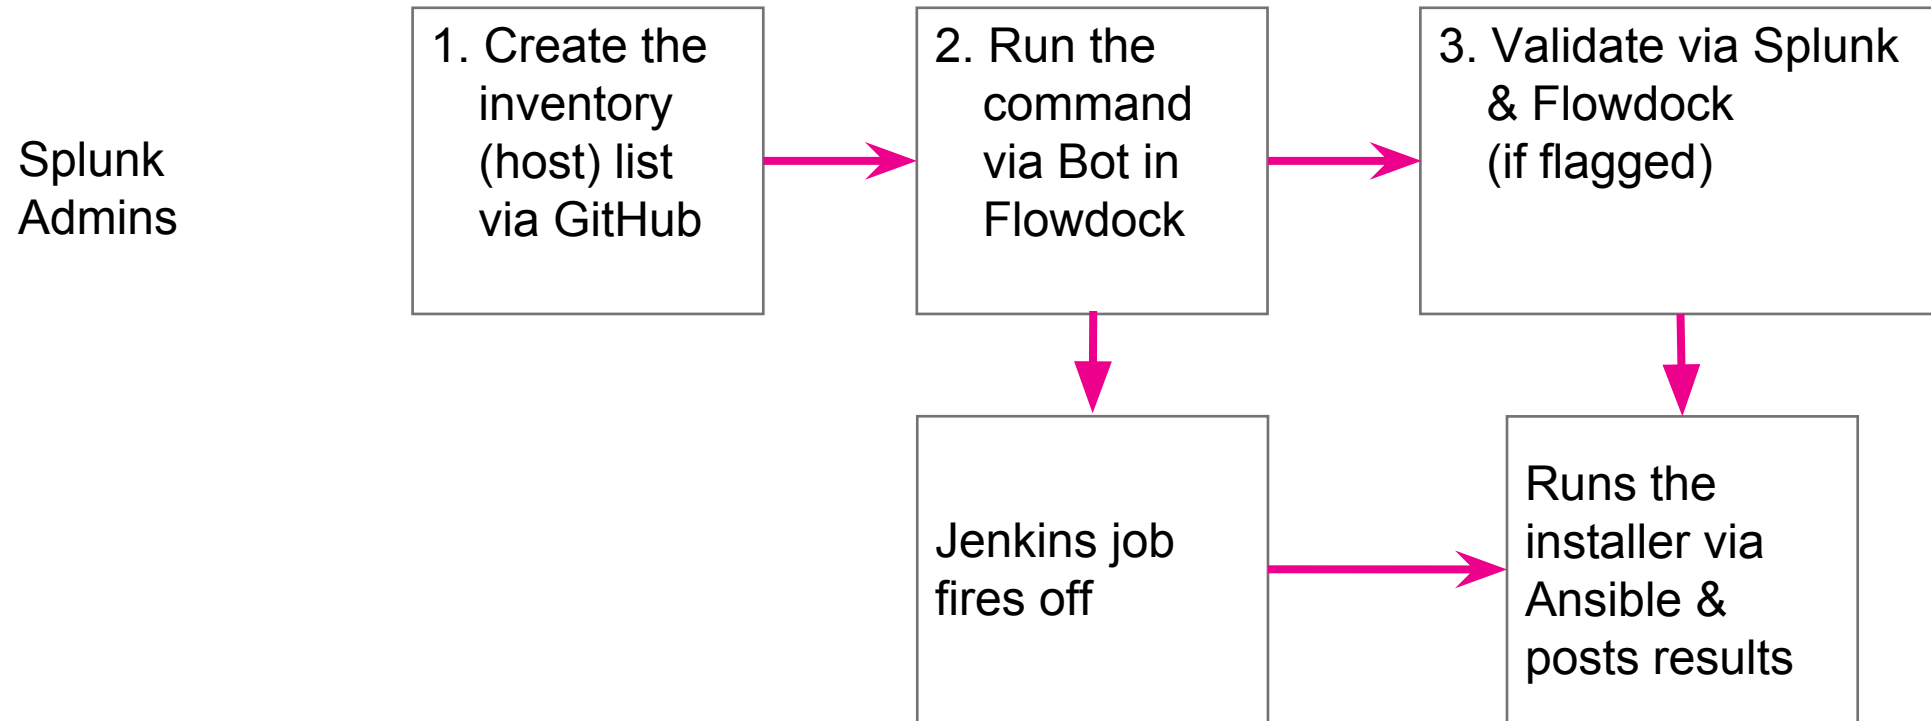 Splunk
Admins
1. Create the
inventory
(host) list
via GitHub
2. Run the
command
via Bot in
Flowdock
3. Validate via Splunk
& Flowdock
(if flagged)
Jenkins job
fires off
Runs the
installer via
Ansible &
posts results